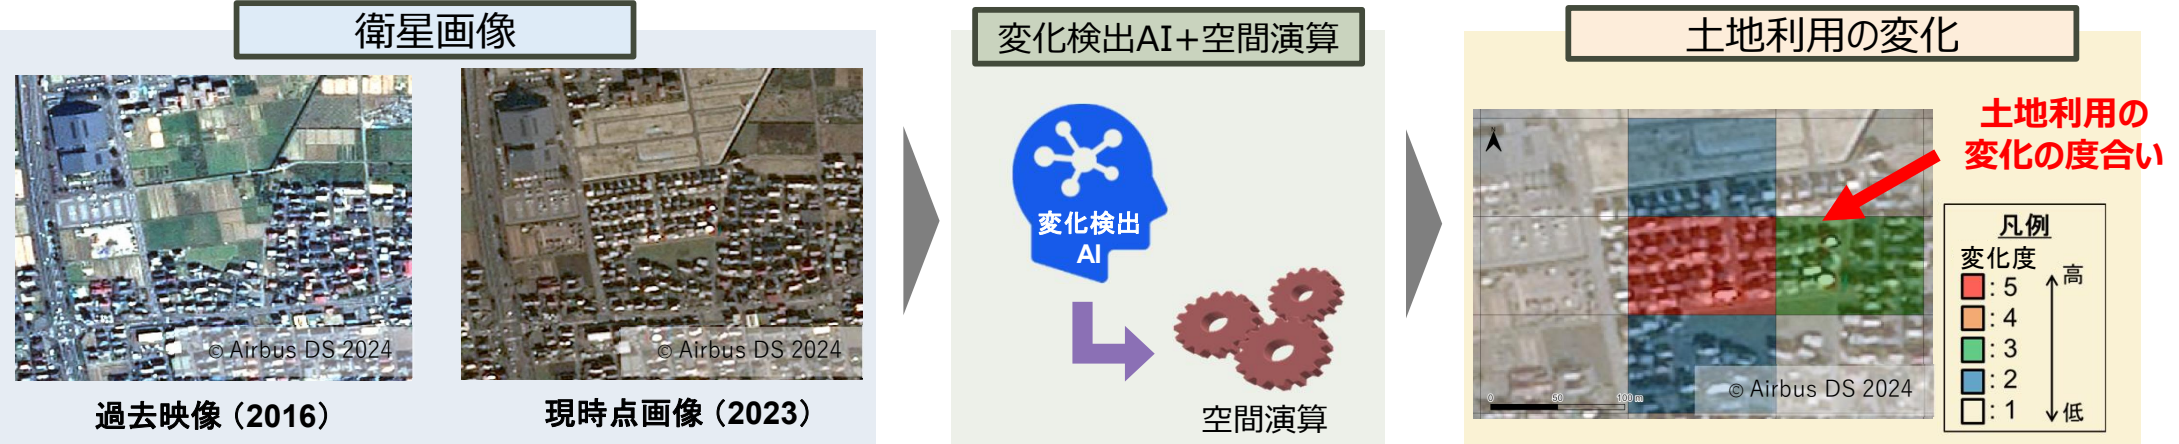 衛星画像
© Airbus DS 2024
過去映像（2016）
© Airbus DS 2024
現時点画像（2023）
変化検出AI+空間演算
変化検出
AI
空間演算
土地利用の変化
土地利用の
変化の度合い
N
0 50 100 m
© Airbus DS 2024
凡例
変化度
高
: 5
: 4
: 3
: 2
: 1
低